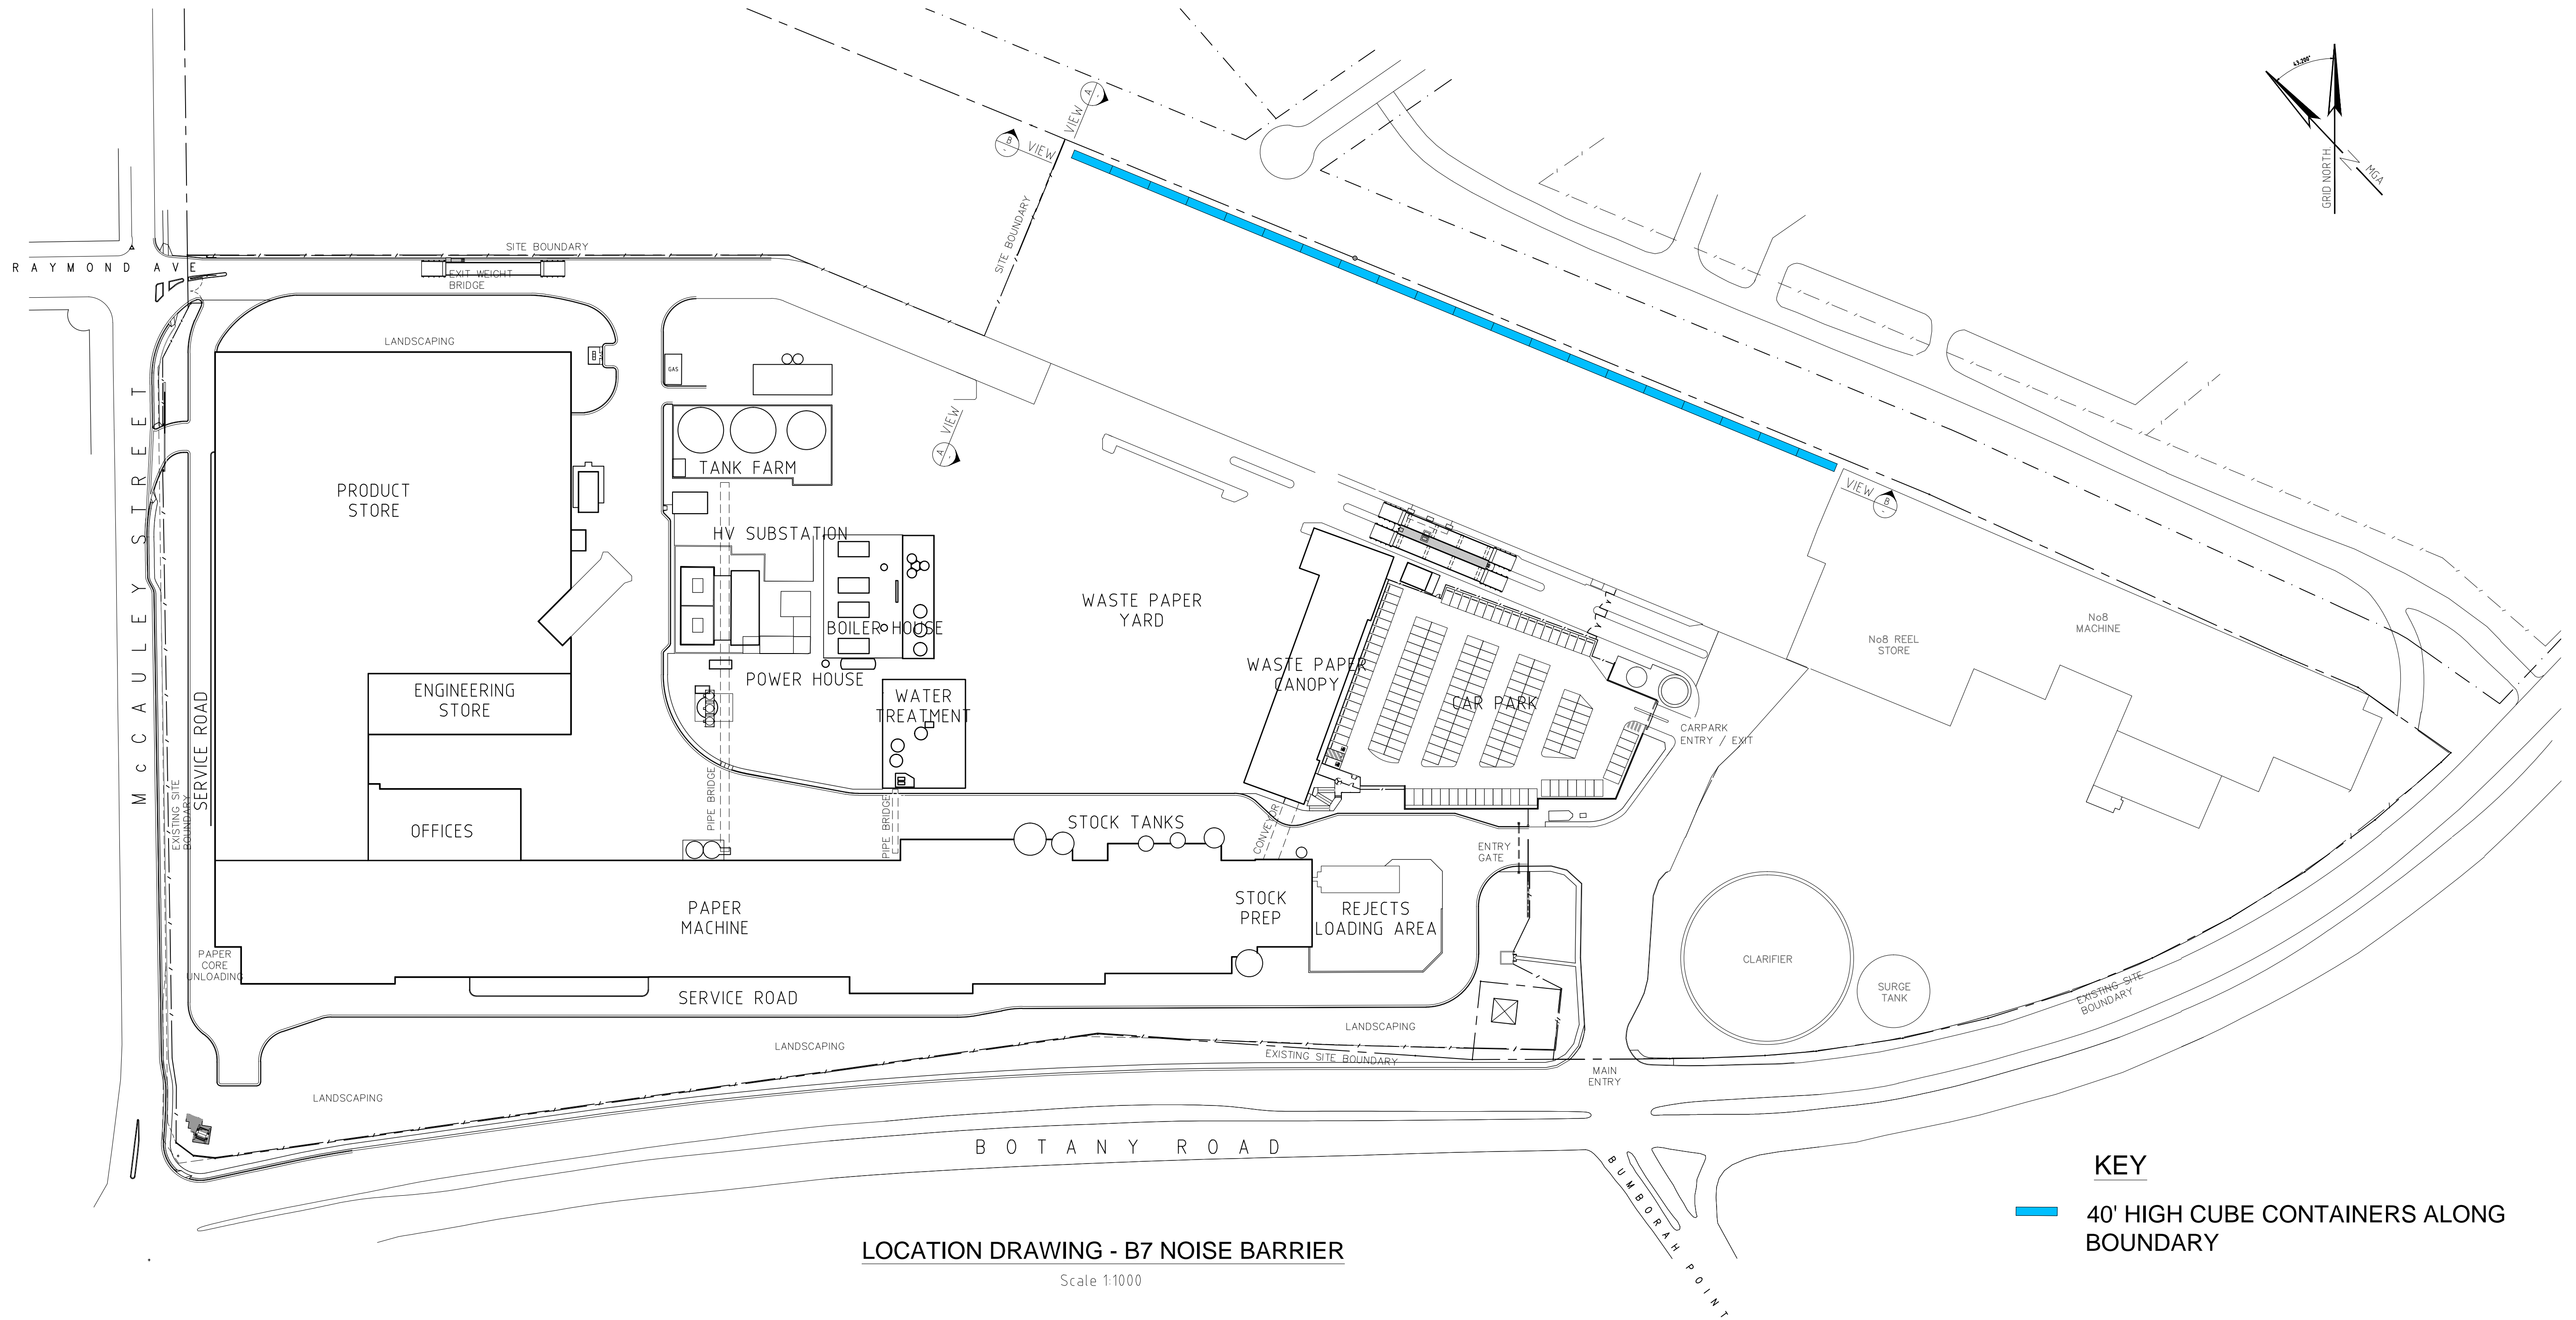 43.200°
GRID NORTH
N
MGA
A
VIEW
B
VIEW
SITE BOUNDARY
SITE BOUNDARY
RAYMOND AVE
EXIT WEIGHT
BRIDGE
LANDSCAPING
GAS
VIEW
A
TANK FARM
PRODUCT
STORE
VIEW
B
HV SUBSTATION
McCAULEY STREET
WASTE PAPER
YARD
BOILER HOUSE
No8
MACHINE
No8 REEL
STORE
WASTE PAPER
CANOPY
POWER HOUSE
ENGINEERING
STORE
WATER
TREATMENT
CAR PARK
SERVICE ROAD
CARPARK
ENTRY / EXIT
EXISTING SITE
BOUNDARY
PIPE BRIDGE
PIPE BRIDGE
CONVEYOR
STOCK TANKS
OFFICES
ENTRY
GATE
PAPER
MACHINE
STOCK
PREP
REJECTS
LOADING AREA
PAPER
CORE
UNLOADING
CLARIFIER
SURGE
TANK
EXISTING SITE
BOUNDARY
SERVICE ROAD
LANDSCAPING
LANDSCAPING
EXISTING SITE BOUNDARY
MAIN
ENTRY
LANDSCAPING
BOTANY ROAD
BUMBORAH POINT
KEY
40' HIGH CUBE CONTAINERS ALONG
BOUNDARY
LOCATION DRAWING - B7 NOISE BARRIER
Scale 1:1000